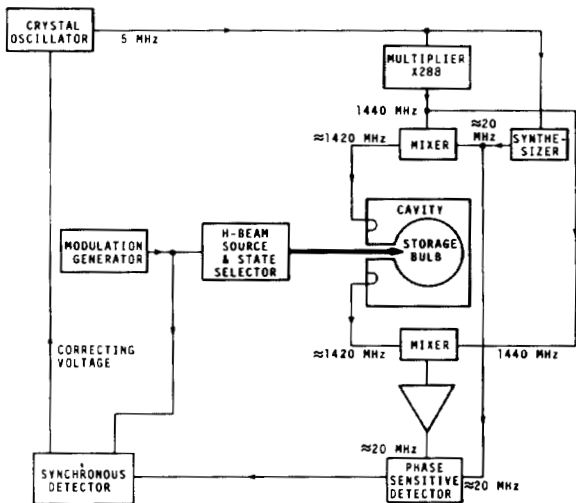 CRYSTAL
OSCILLATOR
5 MHz
MULTIPLIER
X288
1440 MHz
≈1420 MHz
MIXER
≈20
MHz
SYNTHE-
SIZER
CAVITY
STORAGE
BULB
MODULATION
GENERATOR
H-BEAM
SOURCE
& STATE
SELECTOR
CORRECTING
VOLTAGE
≈1420 MHz
MIXER
1440 MHz
≈20 MHz
SYNCHRONOUS
DETECTOR
PHASE
SENSITIVE
DETECTOR
≈20 MHz